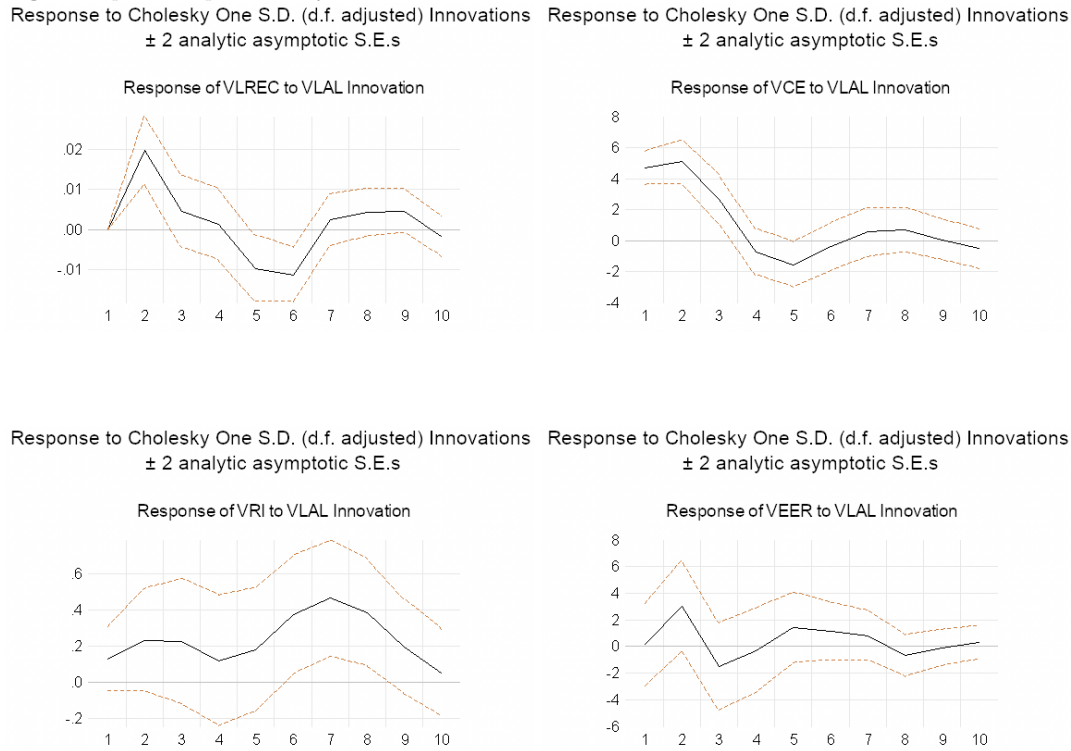 Response to Cholesky One S.D. (d.f. adjusted) Innovations
± 2 analytic asymptotic S.E.s
Response of VLREC to VLAL Innovation
.02
.01
.00
-.01
1 2 3 4 5 6 7 8 9 10
Response to Cholesky One S.D. (d.f. adjusted) Innovations
± 2 analytic asymptotic S.E.s
Response of VCE to VLAL Innovation
8
6
4
2
0
-2
-4
1 2 3 4 5 6 7 8 9 10
Response to Cholesky One S.D. (d.f. adjusted) Innovations
± 2 analytic asymptotic S.E.s
Response of VRI to VLAL Innovation
.6
.4
.2
.0
-.2
1 2 3 4 5 6 7 8 9 10
Response to Cholesky One S.D. (d.f. adjusted) Innovations
± 2 analytic asymptotic S.E.s
Response of VEER to VLAL Innovation
8
6
4
2
0
-2
-4
-6
1 2 3 4 5 6 7 8 9 10